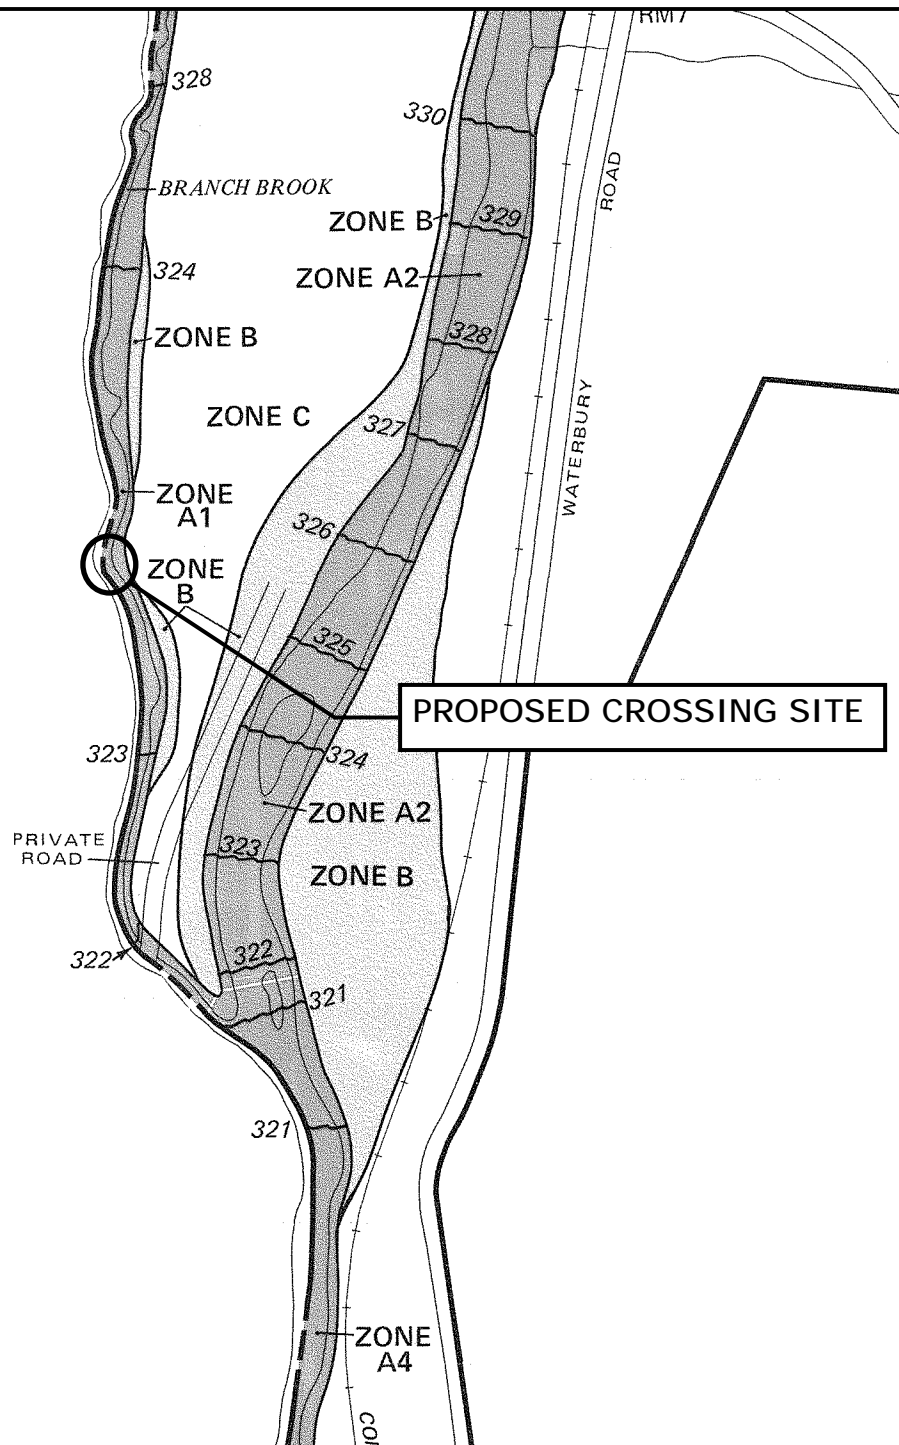 RM7
328
330
ROAD
BRANCH BROOK
ZONE B
329
324
ZONE A2
328
ZONE B
WATERBURY
ZONE C
327
ZONE
A1
326
ZONE
B
325
PROPOSED CROSSING SITE
323
324
ZONE A2
PRIVATE
ROAD
323
ZONE B
322
322
321
321
ZONE
A4